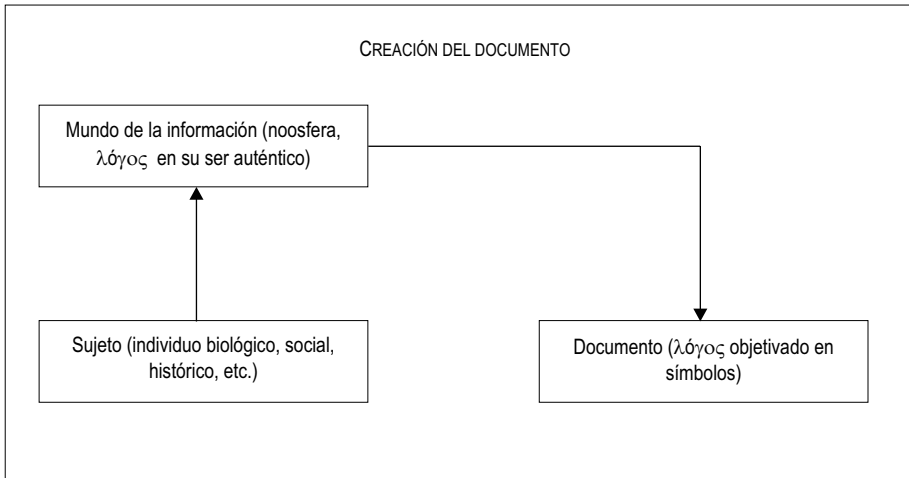 CREACIÓN DEL DOCUMENTO
Mundo de la información (noosfera,
λόγος en su ser auténtico)
Sujeto (individuo biológico, social,
histórico, etc.)
Documento (λόγος objetivado en
símbolos)